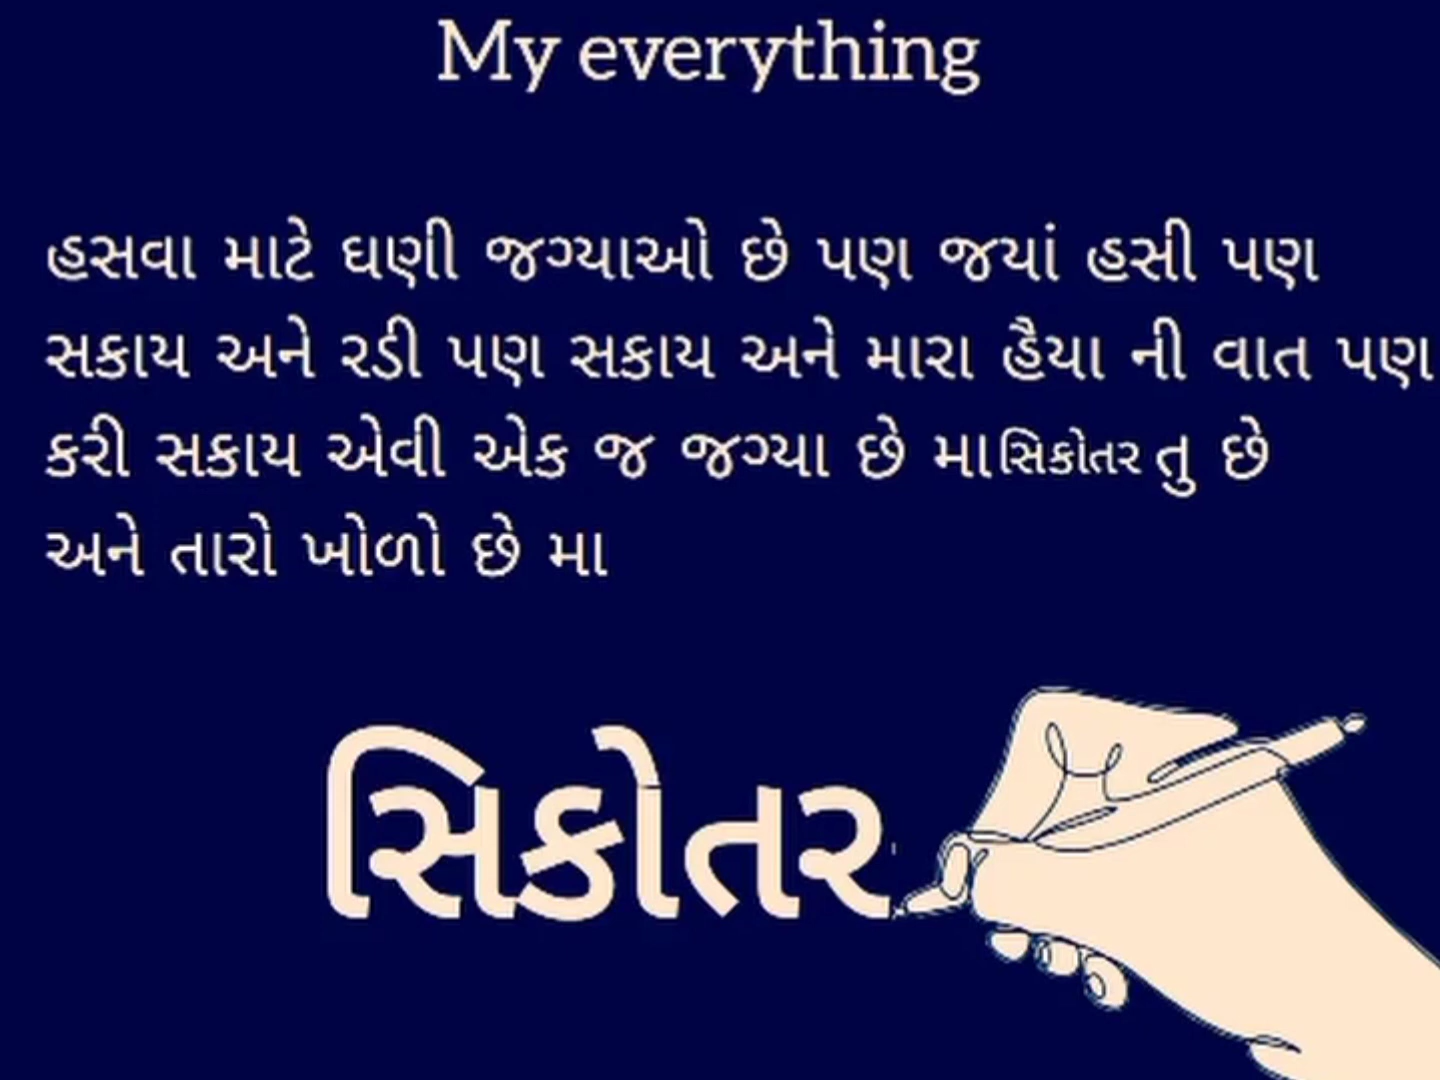 My everything
હસવા માટે ઘણી જગ્યાઓ છે પણ જયાં હસી પણ
સકાય અને રડી પણ સકાય અને મારા હૈયા ની વાત પણ
કરી સકાય એવી એક જ જગ્યા છે મા સિકોતર તુ છે
અને તારો ખોળો છે મા
સિકોતર